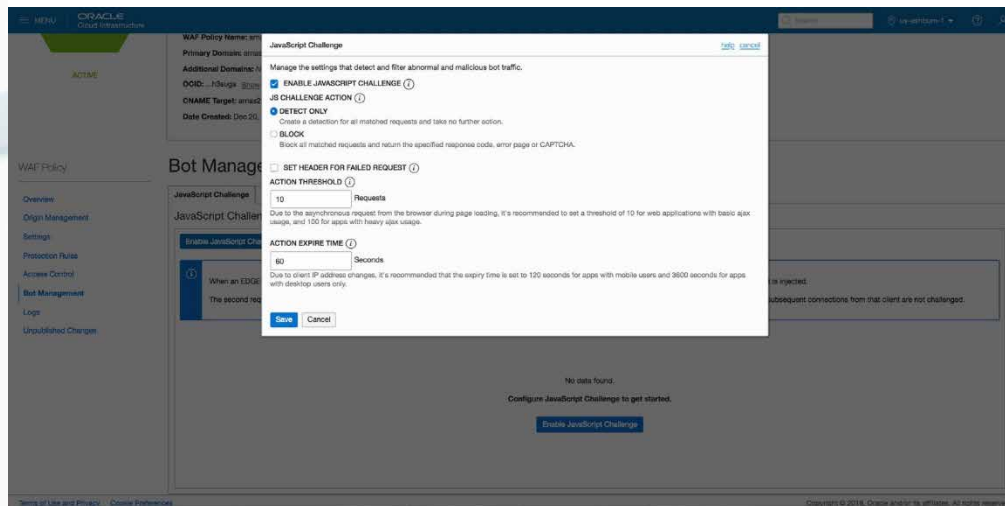 MENU
ORACLE
Cloud Infrastructure
Search
us-ashburn-1
ACTIVE
WAF Policy Name:
Primary Domain:
Additional Domains:
OCID: ...h3suga Show
CNAME Target:
Date Created: Dec 20,
JavaScript Challenge
help cancel
Manage the settings that detect and filter abnormal and malicious bot traffic.
ENABLE JAVASCRIPT CHALLENGE
JS CHALLENGE ACTION
DETECT ONLY
Create a detection for all matched requests and take no further action.
BLOCK
Block all matched requests and return the specified response code, error page or CAPTCHA.
SET HEADER FOR FAILED REQUEST
ACTION THRESHOLD
10 Requests
Due to the asynchronous request from the browser during page loading, it's recommended to set a threshold of 10 for web applications with basic ajax
usage, and 100 for apps with heavy ajax usage.
ACTION EXPIRE TIME
60 Seconds
Due to client IP address changes, it's recommended that the expiry time is set to 120 seconds for apps with mobile users and 3600 seconds for apps
with desktop users only.
Save Cancel
WAF Policy
Overview
Origin Management
Settings
Protection Rules
Access Control
Bot Management
Logs
Unpublished Changes
Bot Manage
JavaScript Challenge
JavaScript Challen
Enable JavaScript Cha
When an EDGE
is injected.
The second req
subsequent connections from that client are not challenged.
No data found.
Configure JavaScript Challenge to get started.
Enable JavaScript Challenge
Terms of Use and Privacy Cookie Preferences
Copyright © 2018, Oracle and/or its affiliates. All rights reserve